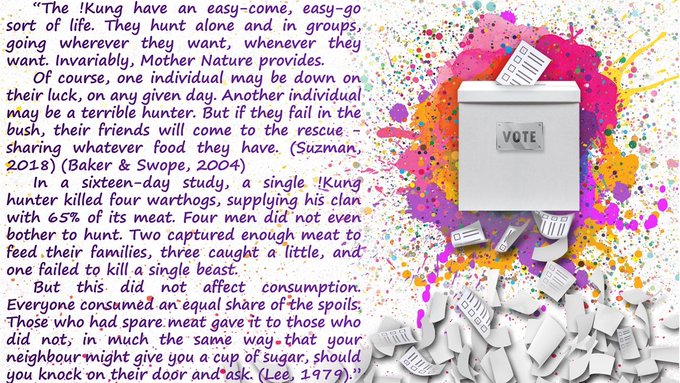 “The !Kung have an easy-come, easy-go
sort of life. They hunt alone and in groups,
going wherever they want, whenever they
want. Invariably, Mother Nature provides.
Of course, one individual may be down on
their luck, on any given day. Another individual
may be a terrible hunter. But if they fail in the
bush, their friends will come to the rescue -
sharing whatever food they have. (Suzman,
2018) (Baker & Swope, 2004)
In a sixteen-day study, a single !Kung
hunter killed four warthogs, supplying his clan
with 65% of its meat. Four men did not even
bother to hunt. Two captured enough meat to
feed their families, three caught a little, and
one failed to kill a single beast.
But this did not affect consumption.
Everyone consumed an equal share of the spoils.
Those who had spare meat gave it to those who
did not, in much the same way that your
neighbour might give you a cup of sugar, should
you knock on their door and ask. (Lee, 1979).”
VOTE